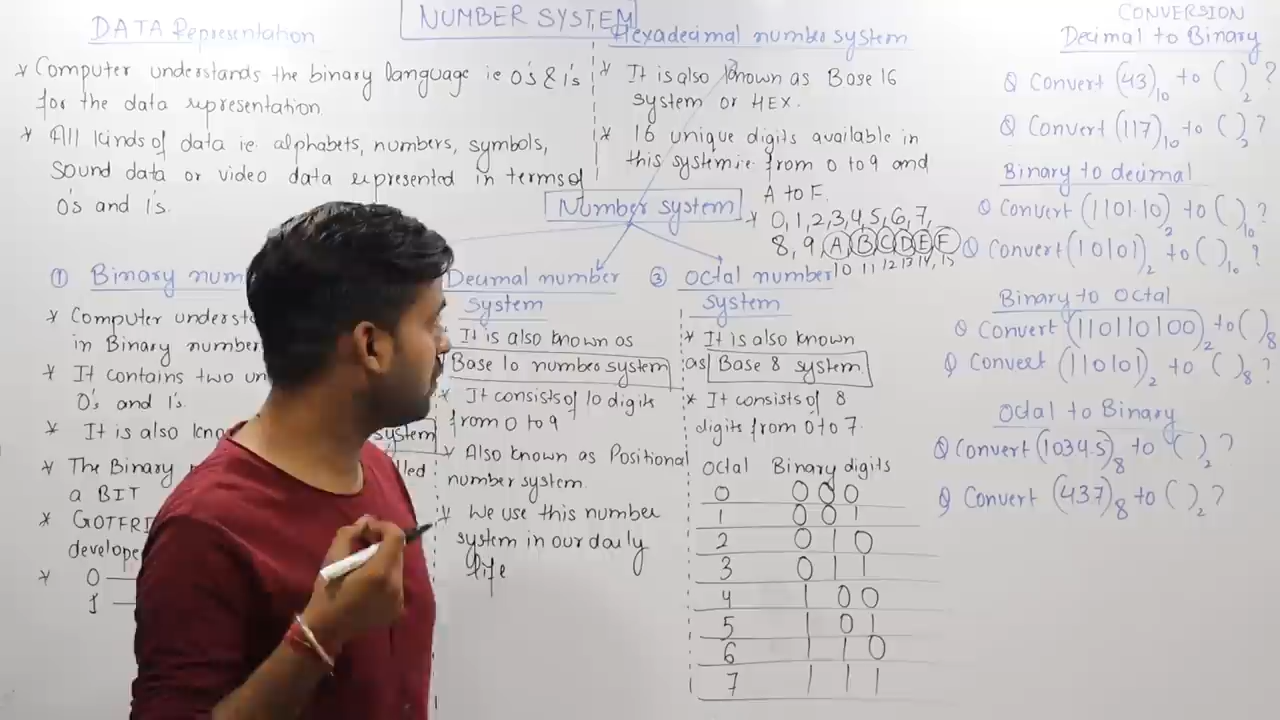 NUMBER SYSTEM
DATA Representation
* Computer understands the binary language ie 0's & 1's
for the data representation.
* All kinds of data ie. alphabets, numbers, symbols,
Sound data or video data represented in terms of
0's and 1's.
Hexadecimal number system
* It is also known as Base 16
system or HEX.
* 16 unique digits available in
this system i.e. from 0 to 9 and
A to F.
* 0, 1, 2, 3, 4, 5, 6, 7,
8, 9 A B C D E F
10 11 12 13 14, 15
Number system
① Binary num
* Computer underst
in Binary number
* It contains two un
0's and 1's.
* It is also kno
system
* The Binary
lled
a BIT
* GOTFRI
develope
* 0
1
Decimal number
system
* It is also known as
Base 10 number system
* It consists of 10 digits
from 0 to 9
* Also known as Positional
number system.
* We use this number
system in our daily
life
③ Octal number
system
* It is also known
as Base 8 system.
* It consists of 8
digits from 0 to 7.
Octal Binary digits
0 0 0 0
1 0 0 1
2 0 1 0
3 0 1 1
4 1 0 0
5 1 0 1
6 1 1 0
7 1 1 1
CONVERSION
Decimal to Binary
Q Convert (43)10 to ( )2 ?
Q Convert (117)10 to ( )2 ?
Binary to decimal
Q Convert (1101.10)2 to ( )10 ?
Q Convert (10101)2 to ( )10 ?
Binary to Octal
Q Convert (110110100)2 to ( )8
Q Convert (110101)2 to ( )8 ?
Octal to Binary
Q Convert (1034.5)8 to ( )2 ?
Q Convert (437)8 to ( )2 ?